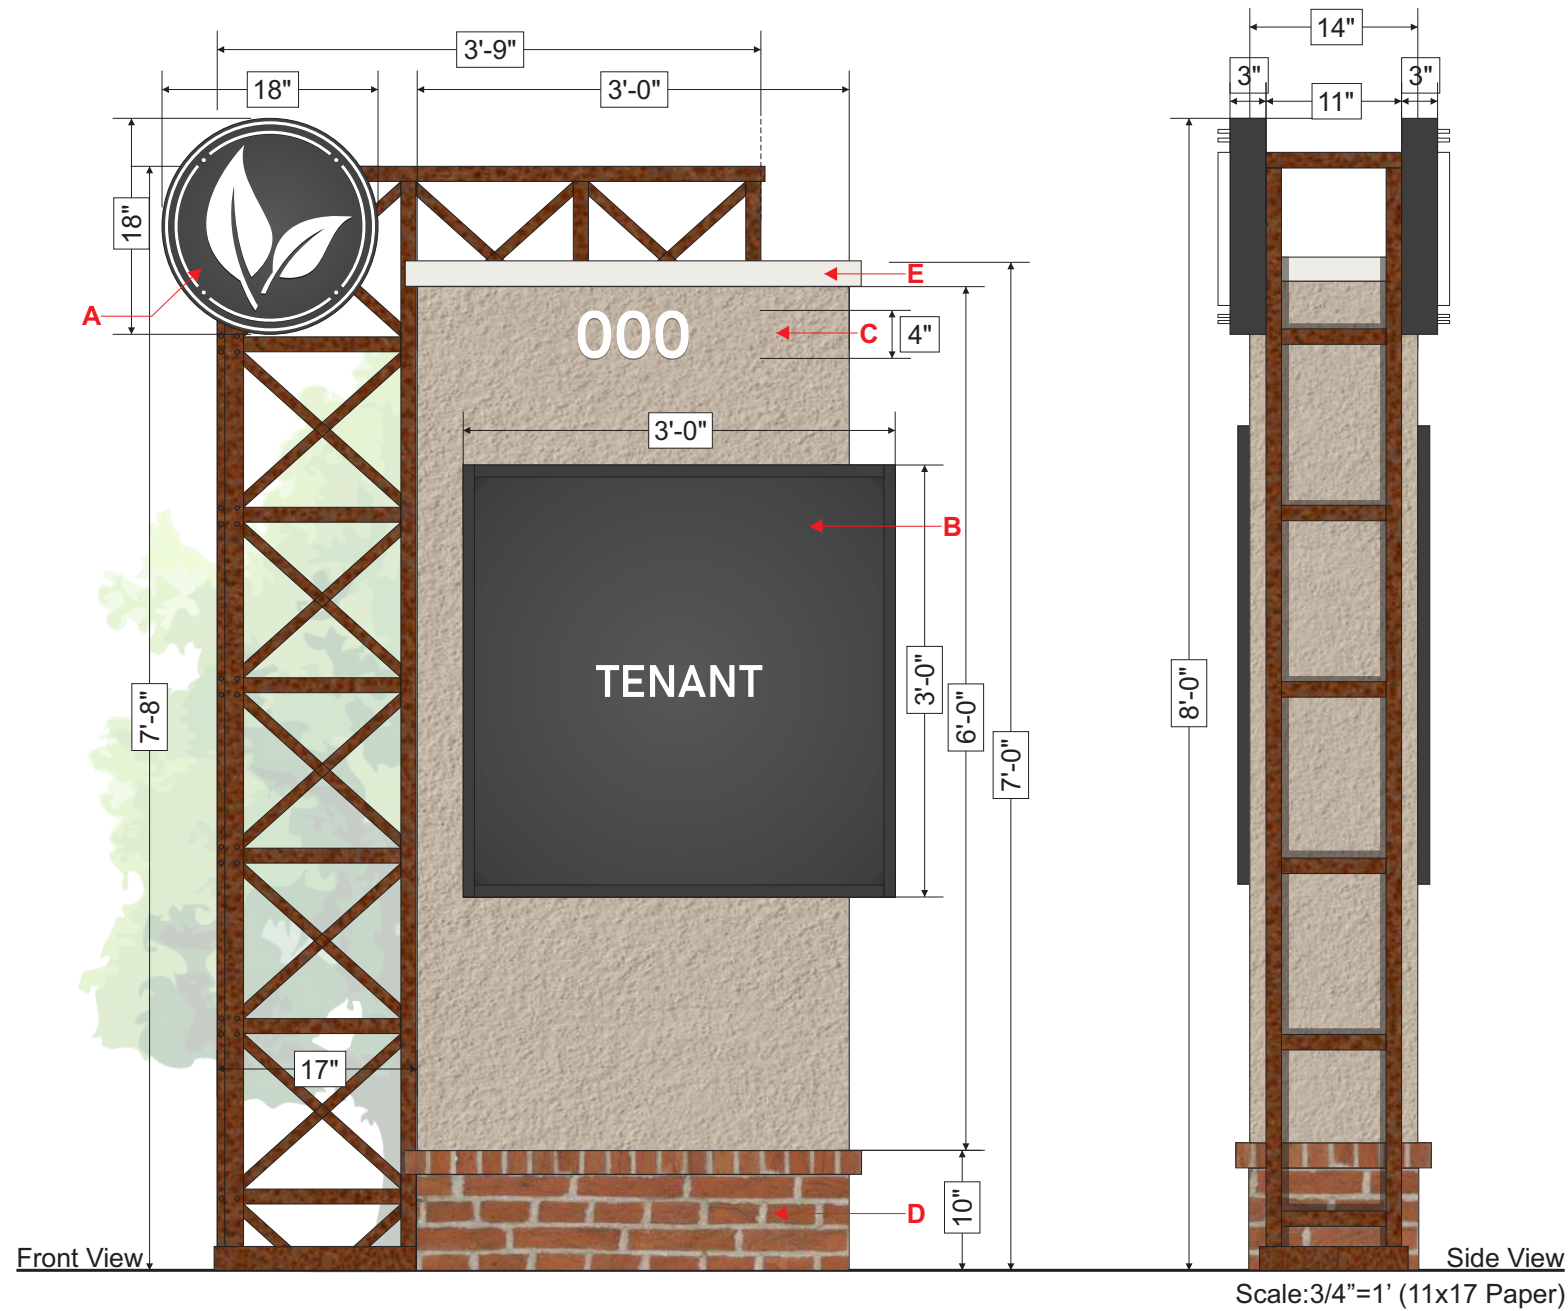 3'-9"
14"
18"
3'-0"
3"
11"
3"
18"
A
E
000
C
4"
3'-0"
B
TENANT
3'-0"
6'-0"
7'-0"
7'-8"
8'-0"
17"
D
10"
Front View
Side View
Scale:3/4”=1’ (11x17 Paper)